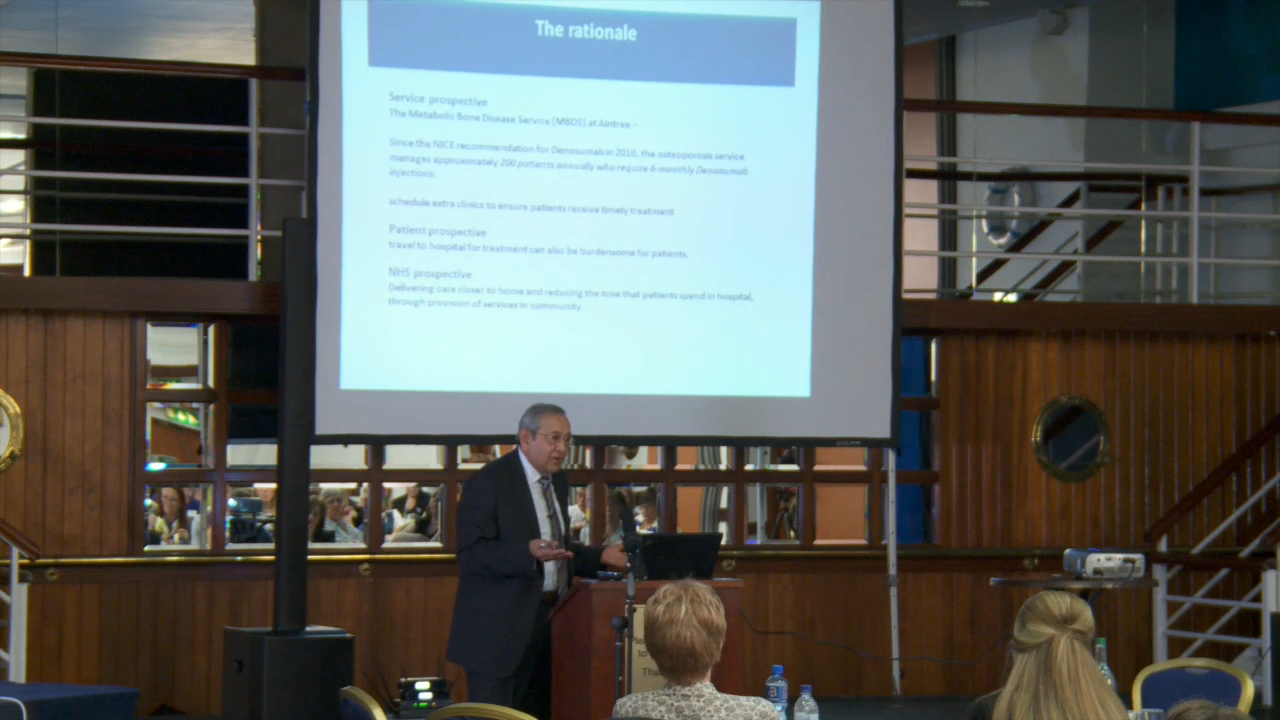 The rationale
Service prospective
The Metabolic Bone Disease Service (MBDS) at Aintree –
Since the NICE recommendation for Denosumab in 2010, the osteoporosis service
manages approximately 200 patients annually who require 6-monthly Denosumab
injections.
schedule extra clinics to ensure patients receive timely treatment
Patient prospective
travel to hospital for treatment can also be burdensome for patients.
NHS prospective
Delivering care closer to home and reducing the time that patients spend in hospital,
through provision of services in community.
to